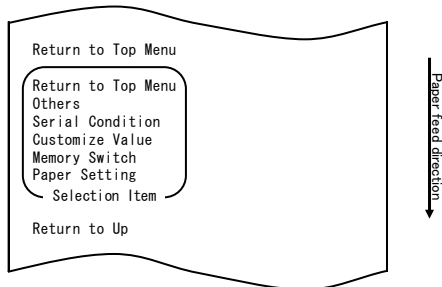 Return to Top Menu
Return to Top Menu
Others
Serial Condition
Customize Value
Memory Switch
Paper Setting
Selection Item
Return to Up
Paper feed direction